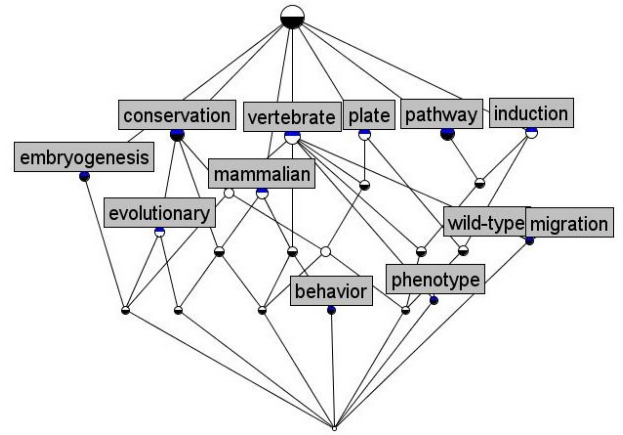 conservation
vertebrate
plate
pathway
induction
embryogenesis
mammalian
evolutionary
wild-type
migration
phenotype
behavior